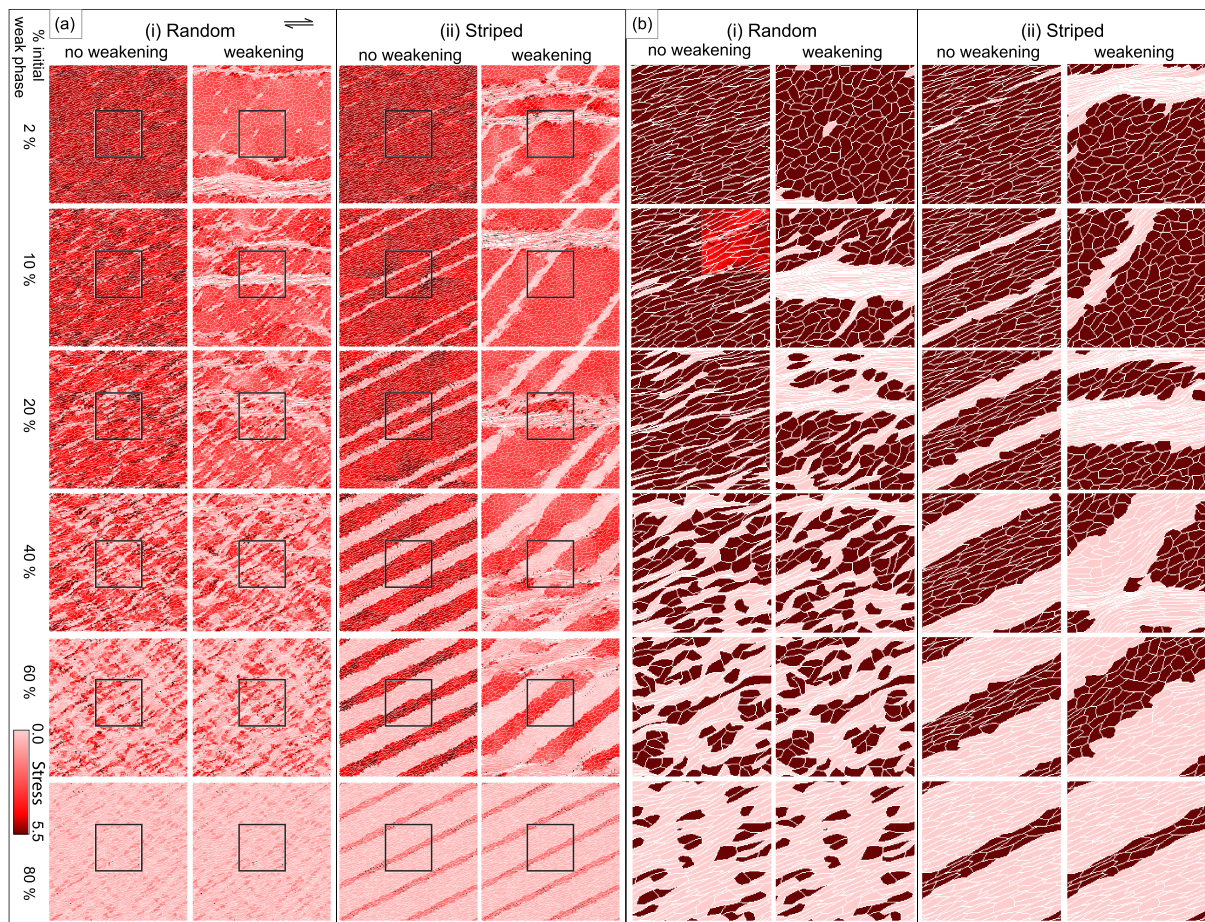 (a)
(i) Random
no weakening
weakening
(ii) Striped
no weakening
weakening
(b)
(i) Random
no weakening
weakening
(ii) Striped
no weakening
weakening
% initial
weak phase
2 %
10 %
20 %
40 %
60 %
80 %
0.0
Stress
5.5